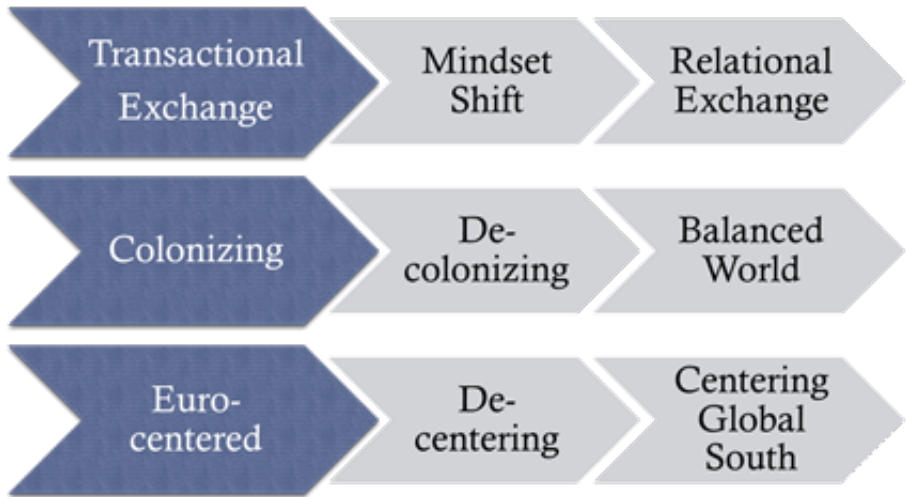 Transactional
Exchange
Mindset
Shift
Relational
Exchange
Colonizing
De-
colonizing
Balanced
World
Euro-
centered
De-
centering
Centering
Global
South